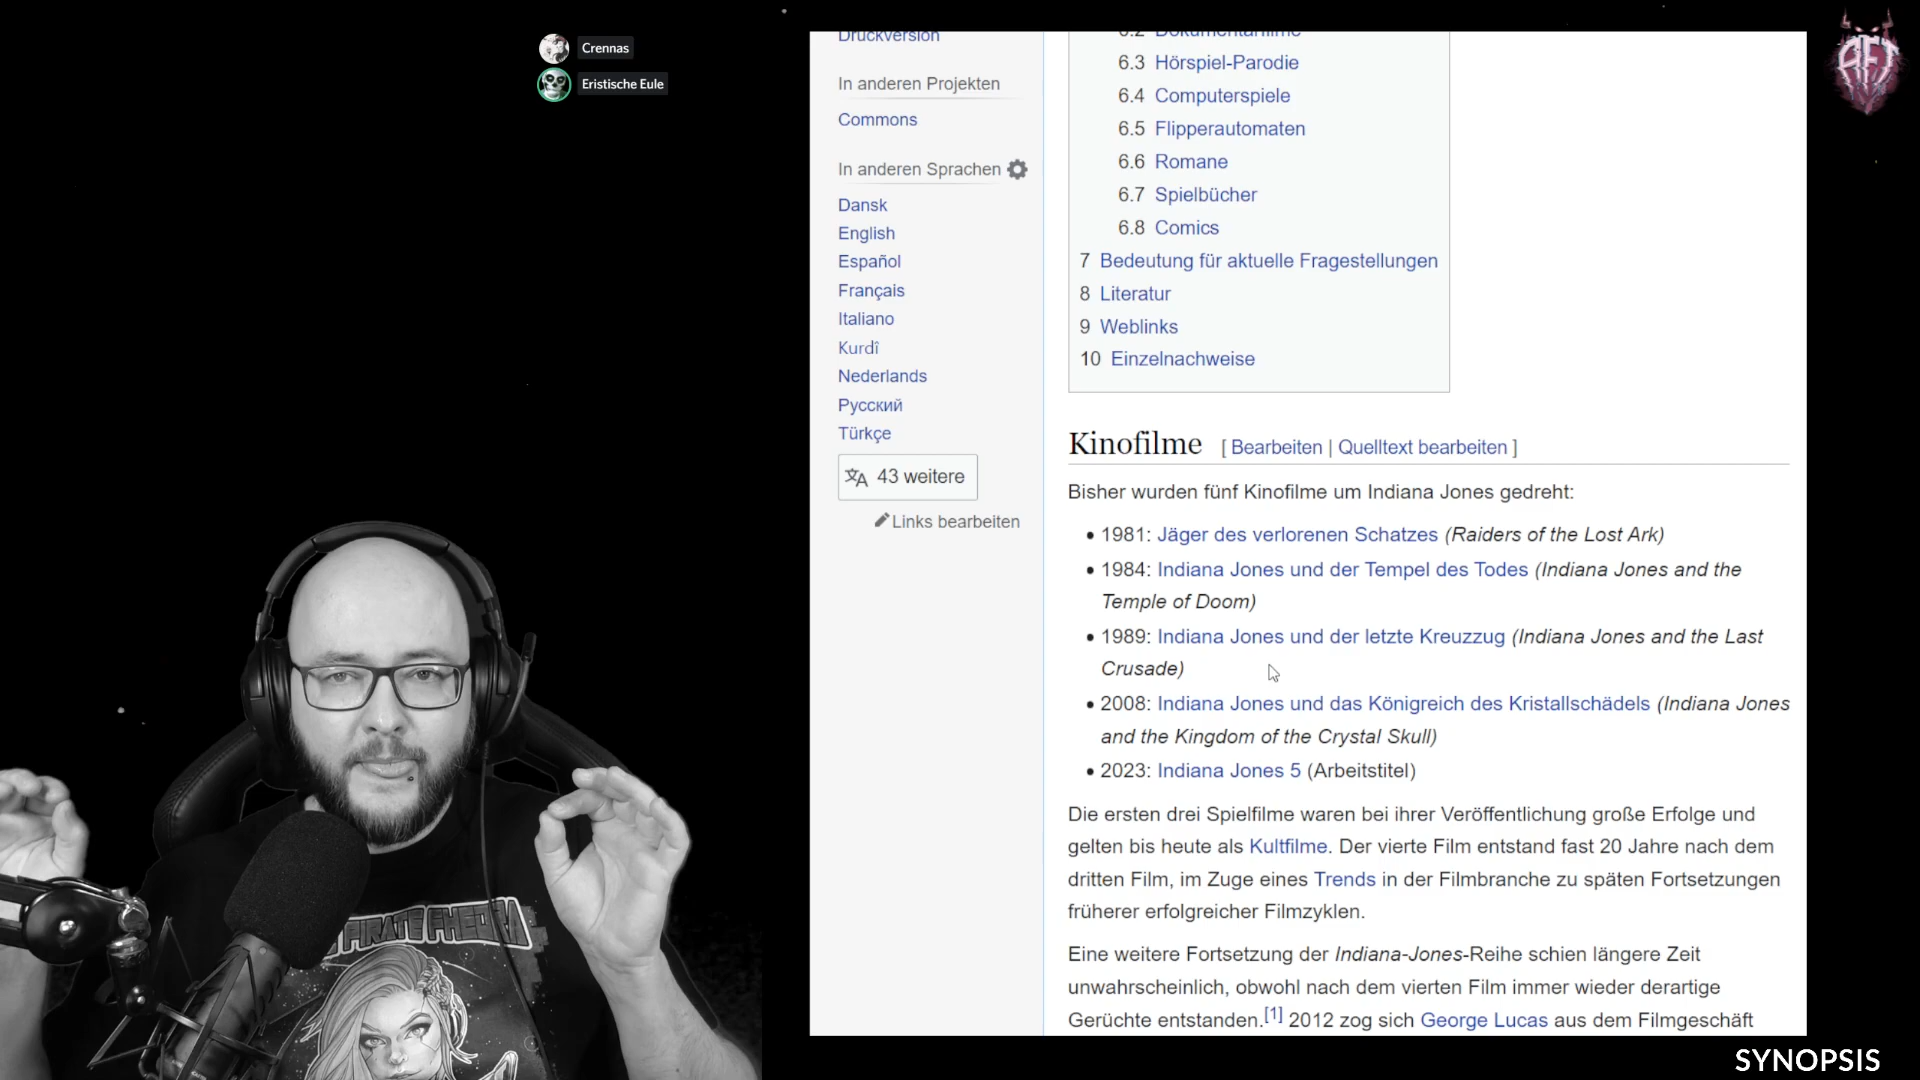 Crennas
Eristische Eule
AFT
Druckversion
In anderen Projekten
Commons
In anderen Sprachen
Dansk
English
Español
Français
Italiano
Kurdî
Nederlands
Русский
Türkçe
43 weitere
Links bearbeiten
6.2 Dokumentarfilme
6.3 Hörspiel-Parodie
6.4 Computerspiele
6.5 Flipperautomaten
6.6 Romane
6.7 Spielbücher
6.8 Comics
7 Bedeutung für aktuelle Fragestellungen
8 Literatur
9 Weblinks
10 Einzelnachweise
Kinofilme [ Bearbeiten | Quelltext bearbeiten ]
Bisher wurden fünf Kinofilme um Indiana Jones gedreht:
• 1981: Jäger des verlorenen Schatzes (Raiders of the Lost Ark)
• 1984: Indiana Jones und der Tempel des Todes (Indiana Jones and the
Temple of Doom)
• 1989: Indiana Jones und der letzte Kreuzzug (Indiana Jones and the Last
Crusade)
• 2008: Indiana Jones und das Königreich des Kristallschädels (Indiana Jones
and the Kingdom of the Crystal Skull)
• 2023: Indiana Jones 5 (Arbeitstitel)
Die ersten drei Spielfilme waren bei ihrer Veröffentlichung große Erfolge und
gelten bis heute als Kultfilme. Der vierte Film entstand fast 20 Jahre nach dem
dritten Film, im Zuge eines Trends in der Filmbranche zu späten Fortsetzungen
früherer erfolgreicher Filmzyklen.
Eine weitere Fortsetzung der Indiana-Jones-Reihe schien längere Zeit
unwahrscheinlich, obwohl nach dem vierten Film immer wieder derartige
Gerüchte entstanden.[1] 2012 zog sich George Lucas aus dem Filmgeschäft
PIRATE
SYNOPSIS